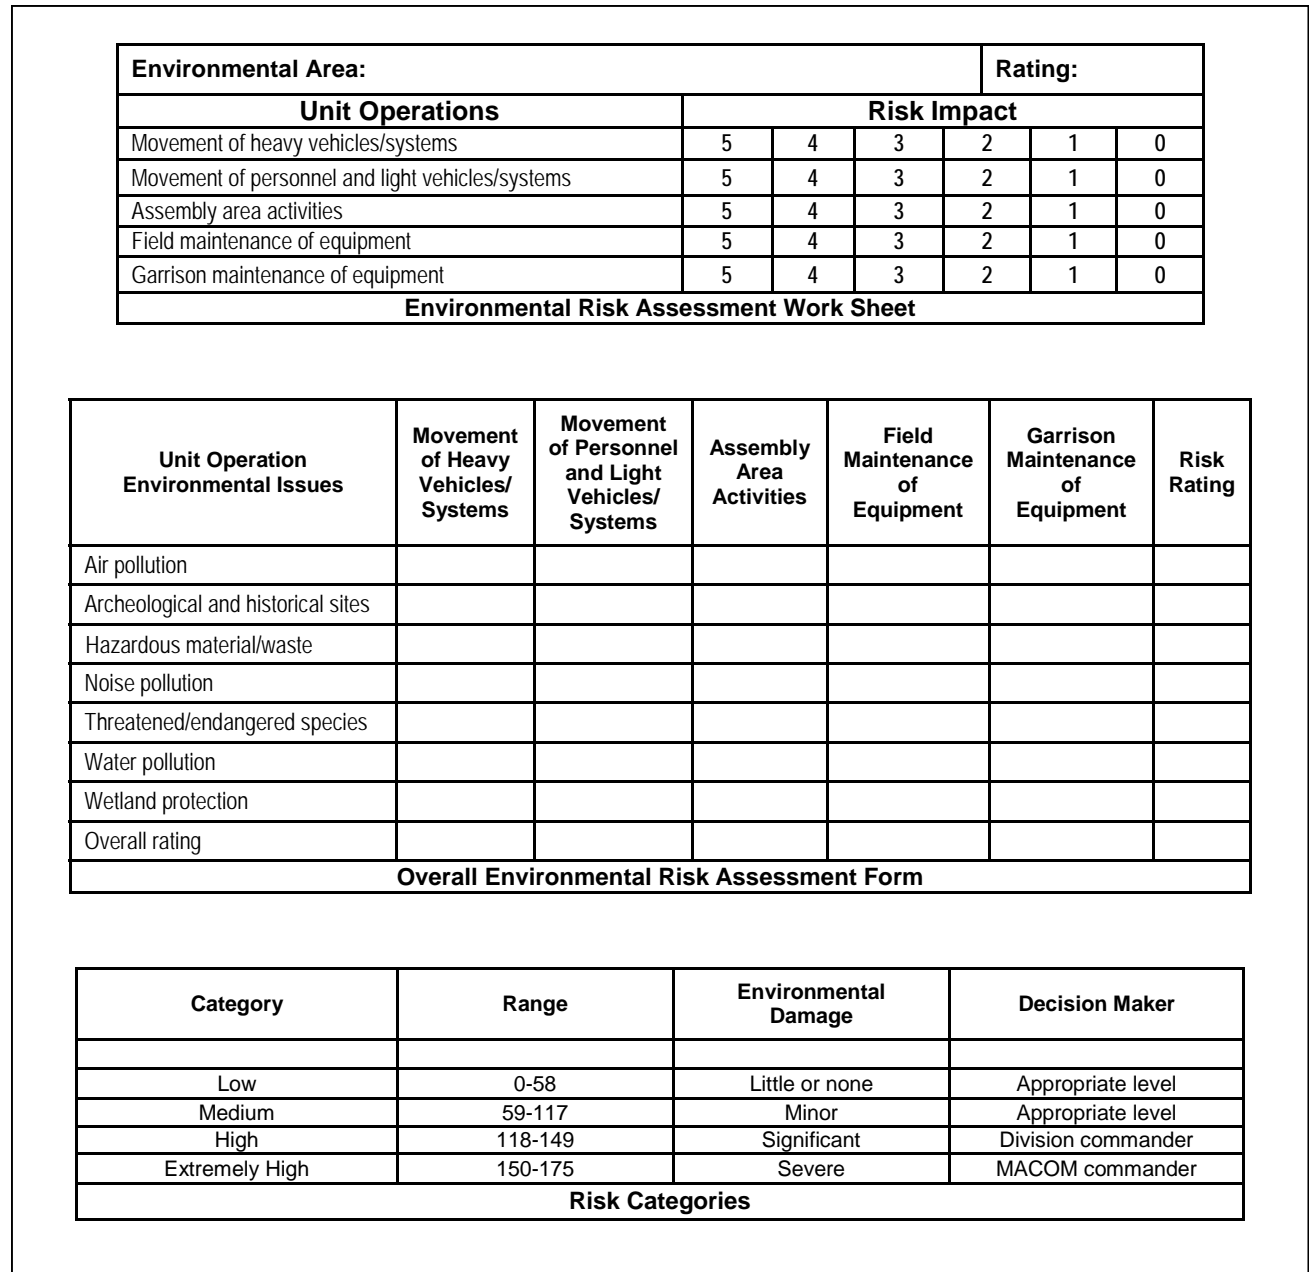 Environmental Area: Rating:
Unit Operations Risk Impact
Movement of heavy vehicles/systems 5 4 3 2 1 0
Movement of personnel and light vehicles/systems 5 4 3 2 1 0
Assembly area activities 5 4 3 2 1 0
Field maintenance of equipment 5 4 3 2 1 0
Garrison maintenance of equipment 5 4 3 2 1 0
Environmental Risk Assessment Work Sheet
Unit Operation
Environmental Issues
Movement
of Heavy
Vehicles/
Systems
Movement
of Personnel
and Light
Vehicles/
Systems
Assembly
Area
Activities
Field
Maintenance
of
Equipment
Garrison
Maintenance
of
Equipment
Risk
Rating
Air pollution
Archeological and historical sites
Hazardous material/waste
Noise pollution
Threatened/endangered species
Water pollution
Wetland protection
Overall rating
Overall Environmental Risk Assessment Form
Category Range Environmental
Damage Decision Maker
Low 0-58 Little or none Appropriate level
Medium 59-117 Minor Appropriate level
High 118-149 Significant Division commander
Extremely High 150-175 Severe MACOM commander
Risk Categories